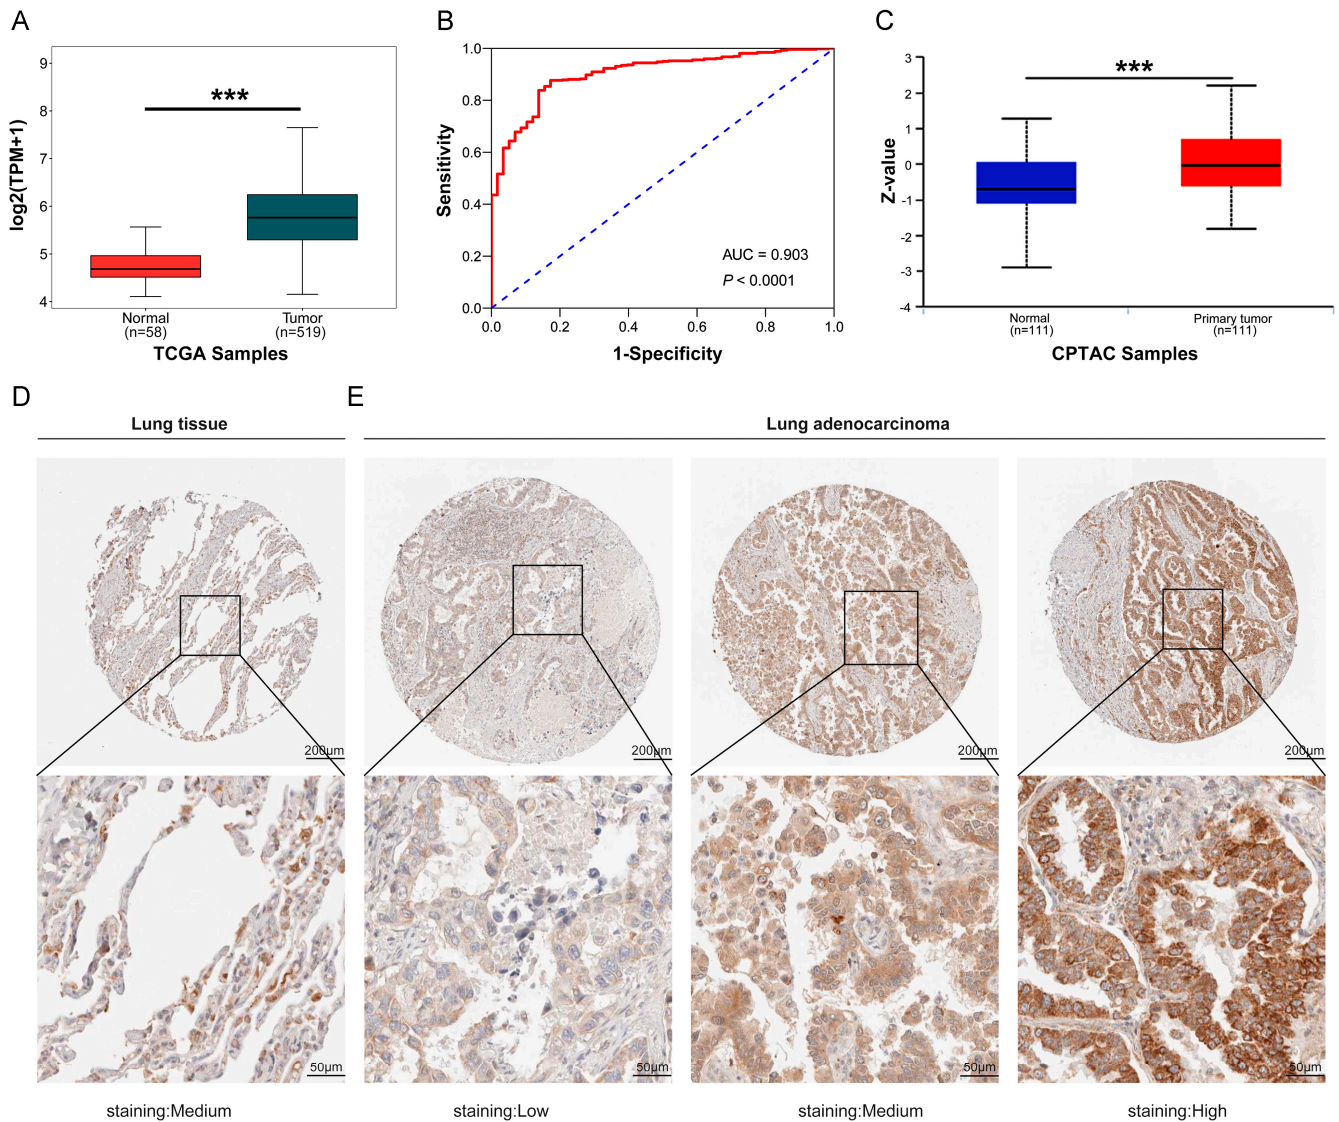 A
9
8
7
6
5
4
log2(TPM+1)
***
Normal
(n=58)
Tumor
(n=519)
TCGA Samples
B
1.0
0.8
0.6
0.4
0.2
0.0
Sensitivity
AUC = 0.903
P < 0.0001
0.0 0.2 0.4 0.6 0.8 1.0
1-Specificity
C
3
2
1
0
-1
-2
-3
-4
Z-value
***
Normal
(n=111)
Primary tumor
(n=111)
CPTAC Samples
D
Lung tissue
200μm
50μm
staining:Medium
E
Lung adenocarcinoma
200μm
200μm
200μm
50μm
50μm
50μm
staining:Low
staining:Medium
staining:High